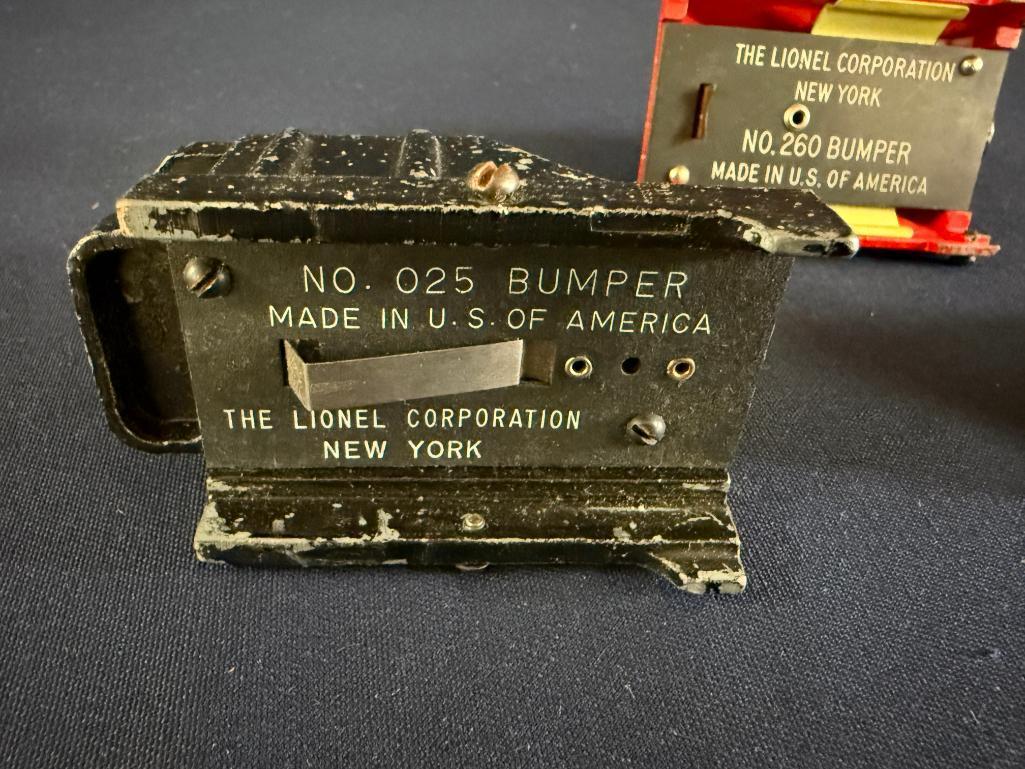 THE LIONEL CORPORATION
NEW YORK
NO. 260 BUMPER
MADE IN U.S. OF AMERICA
NO. 025 BUMPER
MADE IN U.S. OF AMERICA
THE LIONEL CORPORATION
NEW YORK